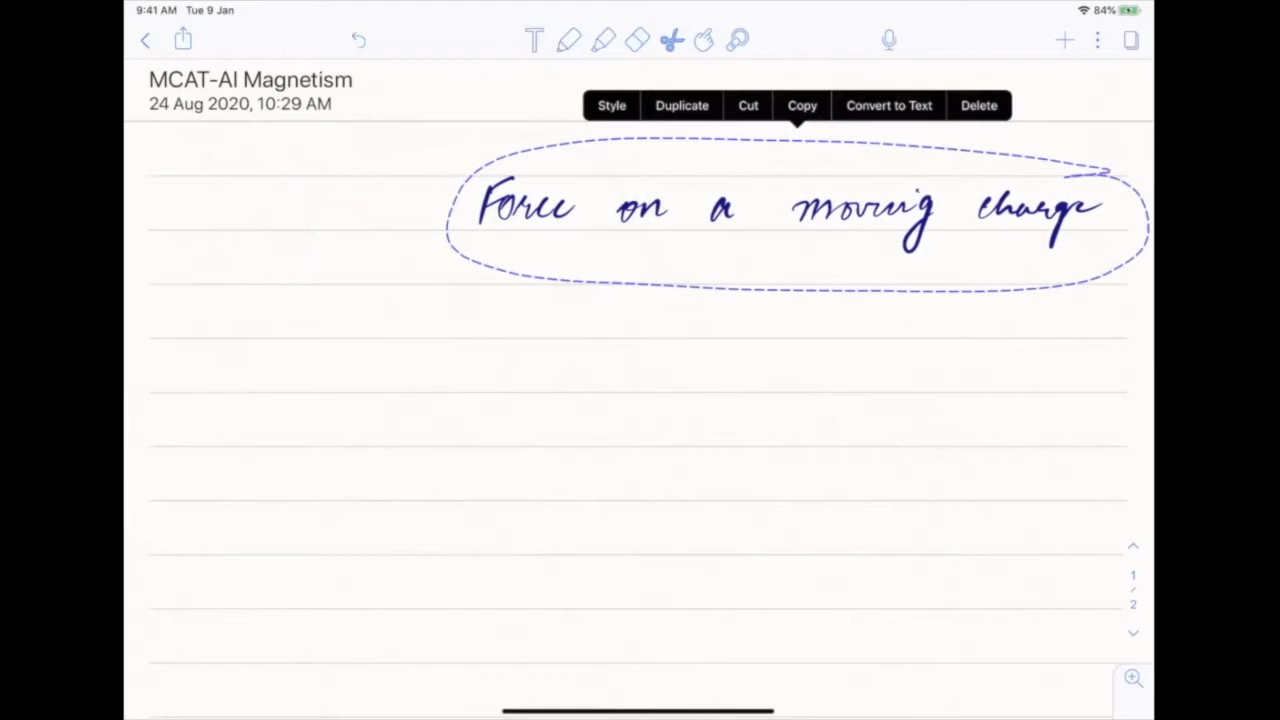 9:41 AM Tue 9 Jan 84%
MCAT-AI Magnetism
24 Aug 2020, 10:29 AM
Style Duplicate Cut Copy Convert to Text Delete
Force on a moving charge
1
/
2